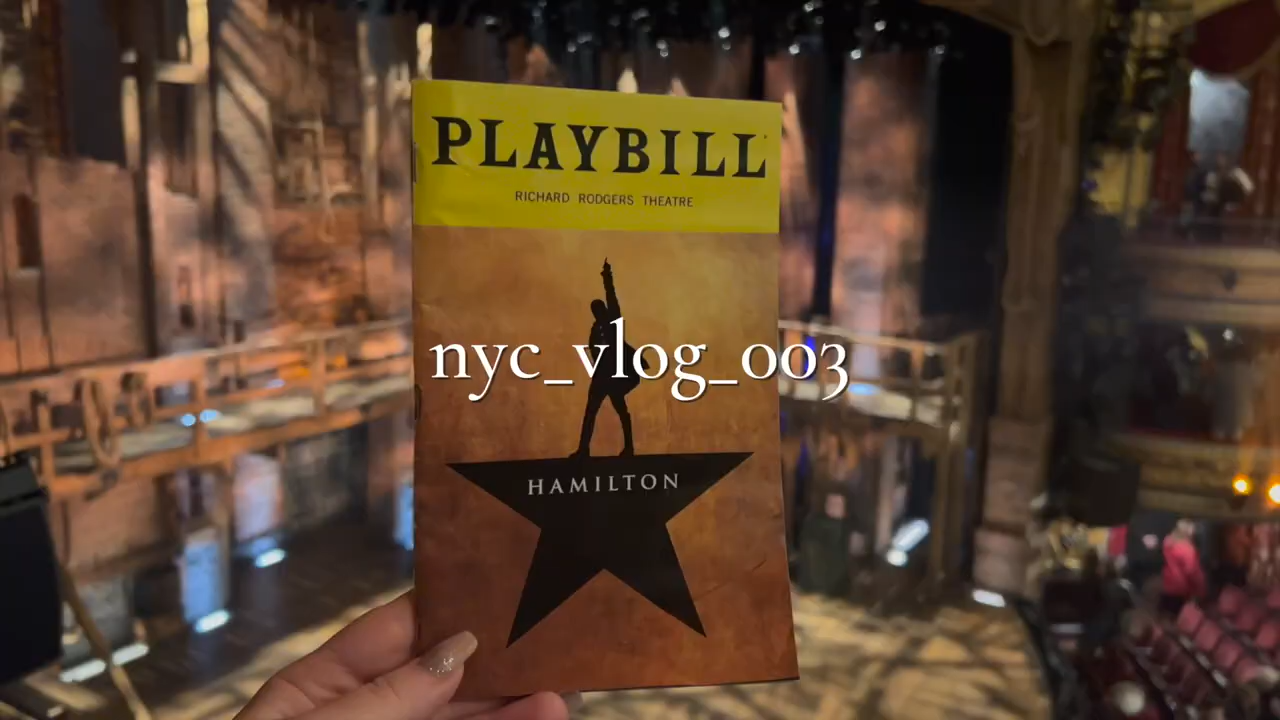 PLAYBILL
RICHARD RODGERS THEATRE
nyc_vlog_003
HAMILTON